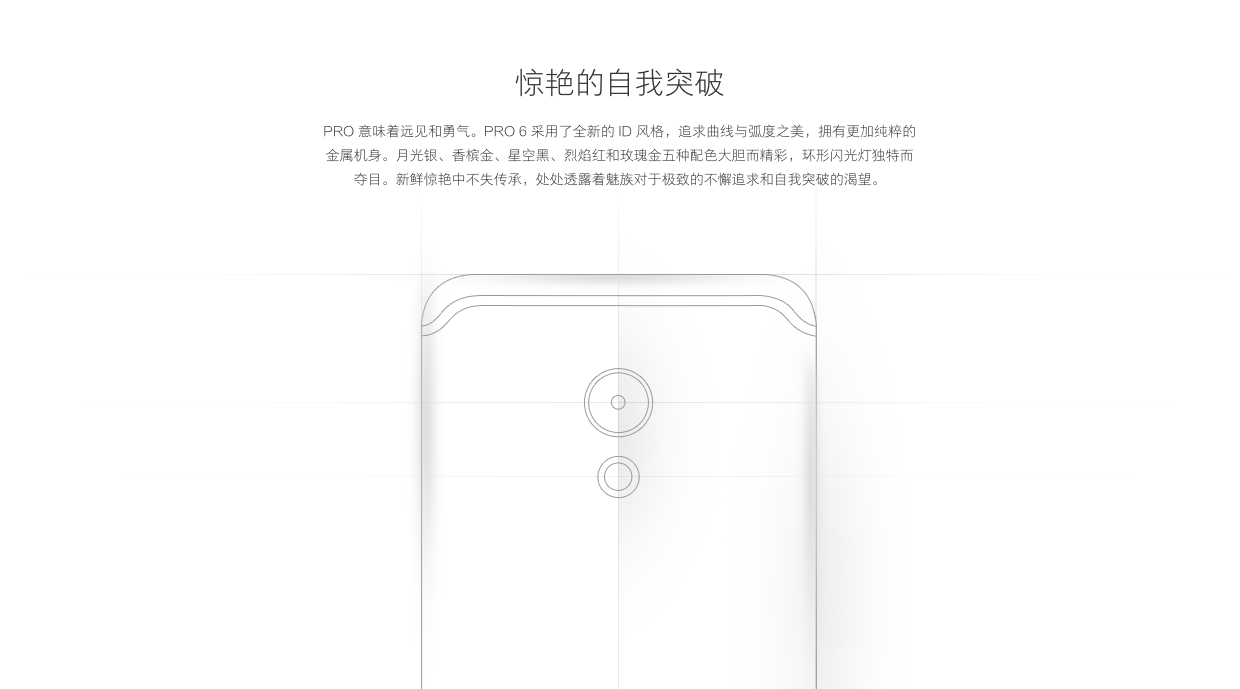 惊艳的自我突破
PRO 意味着远见和勇气。PRO 6 采用了全新的 ID 风格，追求曲线与弧度之美，拥有更加纯粹的
金属机身。月光银、香槟金、星空黑、烈焰红和玫瑰金五种配色大胆而精彩，环形闪光灯独特而
夺目。新鲜惊艳中不失传承，处处透露着魅族对于极致的不懈追求和自我突破的渴望。